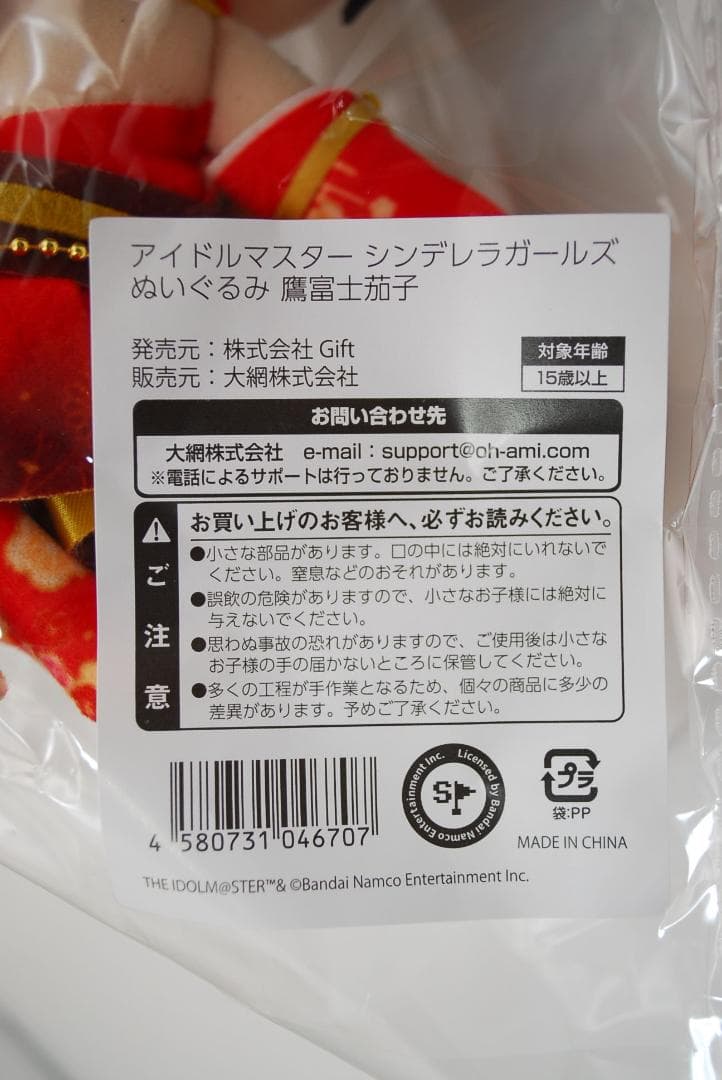 アイドルマスター シンデレラガールズ
ぬいぐるみ 鷹富士茄子
発売元：株式会社 Gift
販売元：大網株式会社
対象年齢
15歳以上
お問い合わせ先
大網株式会社 e-mail：support@oh-ami.com
※電話によるサポートは行っておりません。ご了承ください。
ご注意
お買い上げのお客様へ、必ずお読みください。
●小さな部品があります。口の中には絶対にいれないで
ください。窒息などのおそれがあります。
●誤飲の危険がありますので、小さなお子様には絶対に
与えないでください。
●思わぬ事故の恐れがありますので、ご使用後は小さな
お子様の手の届かないところに保管してください。
●多くの工程が手作業となるため、個々の商品に多少の
差異があります。予めご了承ください。
4 580731 046707
Licensed by Bandai Namco Entertainment Inc.
プラ
袋:PP
MADE IN CHINA
THE IDOLM@STER™& ©Bandai Namco Entertainment Inc.